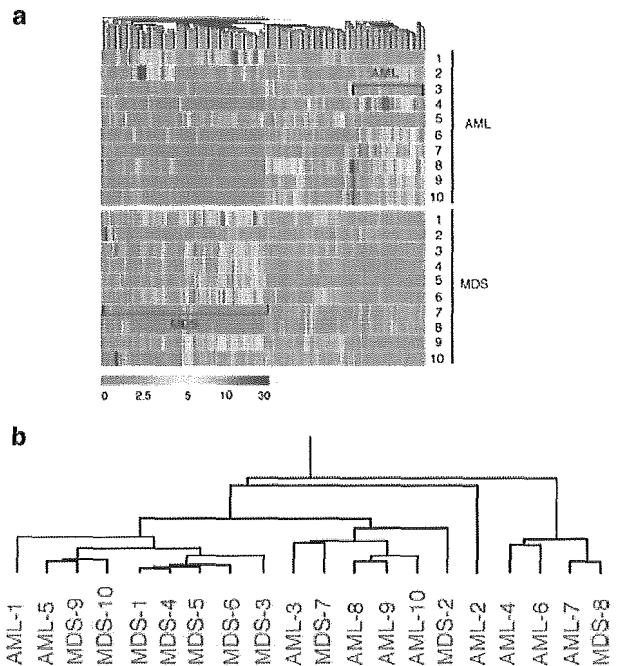 a
1
2
AML
3
4
5
AML
6
7
8
9
10
1
2
3
4
5
MDS
6
7
8
9
10
0 2.5 5 10 30
b
AML-1
AML-5
MDS-9
MDS-10
MDS-1
MDS-4
MDS-5
MDS-6
MDS-3
AML-3
MDS-7
AML-8
AML-9
AML-10
MDS-2
AML-2
AML-4
AML-6
AML-7
MDS-8